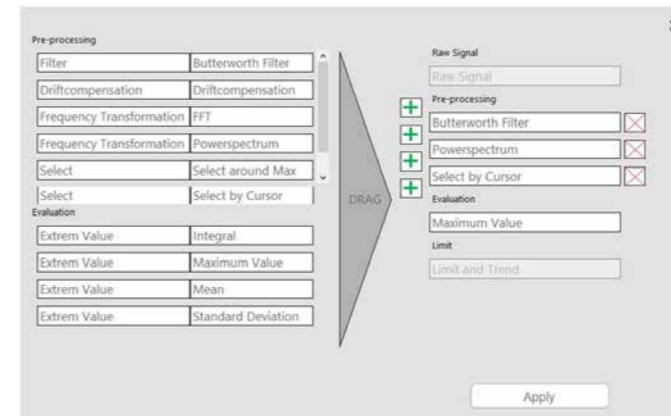 Pre-processing
Filter Butterworth Filter
Driftcompensation Driftcompensation
Frequency Transformation FFT
Frequency Transformation Powerspectrum
Select Select around Max
Select Select by Cursor
Evaluation
Extrem Value Integral
Extrem Value Maximum Value
Extrem Value Mean
Extrem Value Standard Deviation
DRAG
Raw Signal
Raw Signal
Pre-processing
Butterworth Filter
Powerspectrum
Select by Cursor
Evaluation
Maximum Value
Limit
Limit and Trend
Apply